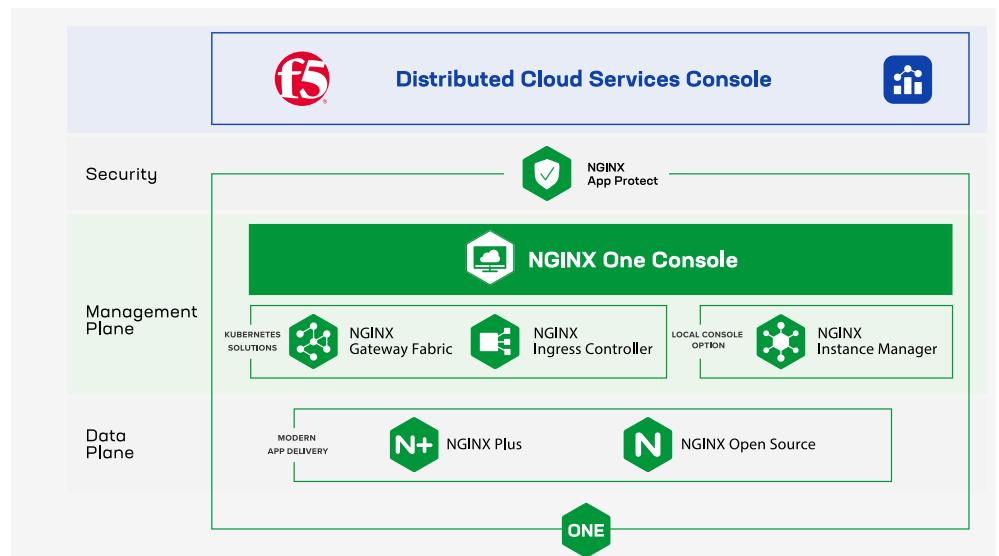 f5
Distributed Cloud Services Console
Security
NGINX
App Protect
NGINX One Console
Management
Plane
KUBERNETES
SOLUTIONS
NGINX
Gateway Fabric
NGINX
Ingress Controller
LOCAL CONSOLE
OPTION
NGINX
Instance Manager
Data
Plane
MODERN
APP DELIVERY
N+
NGINX Plus
N
NGINX Open Source
ONE